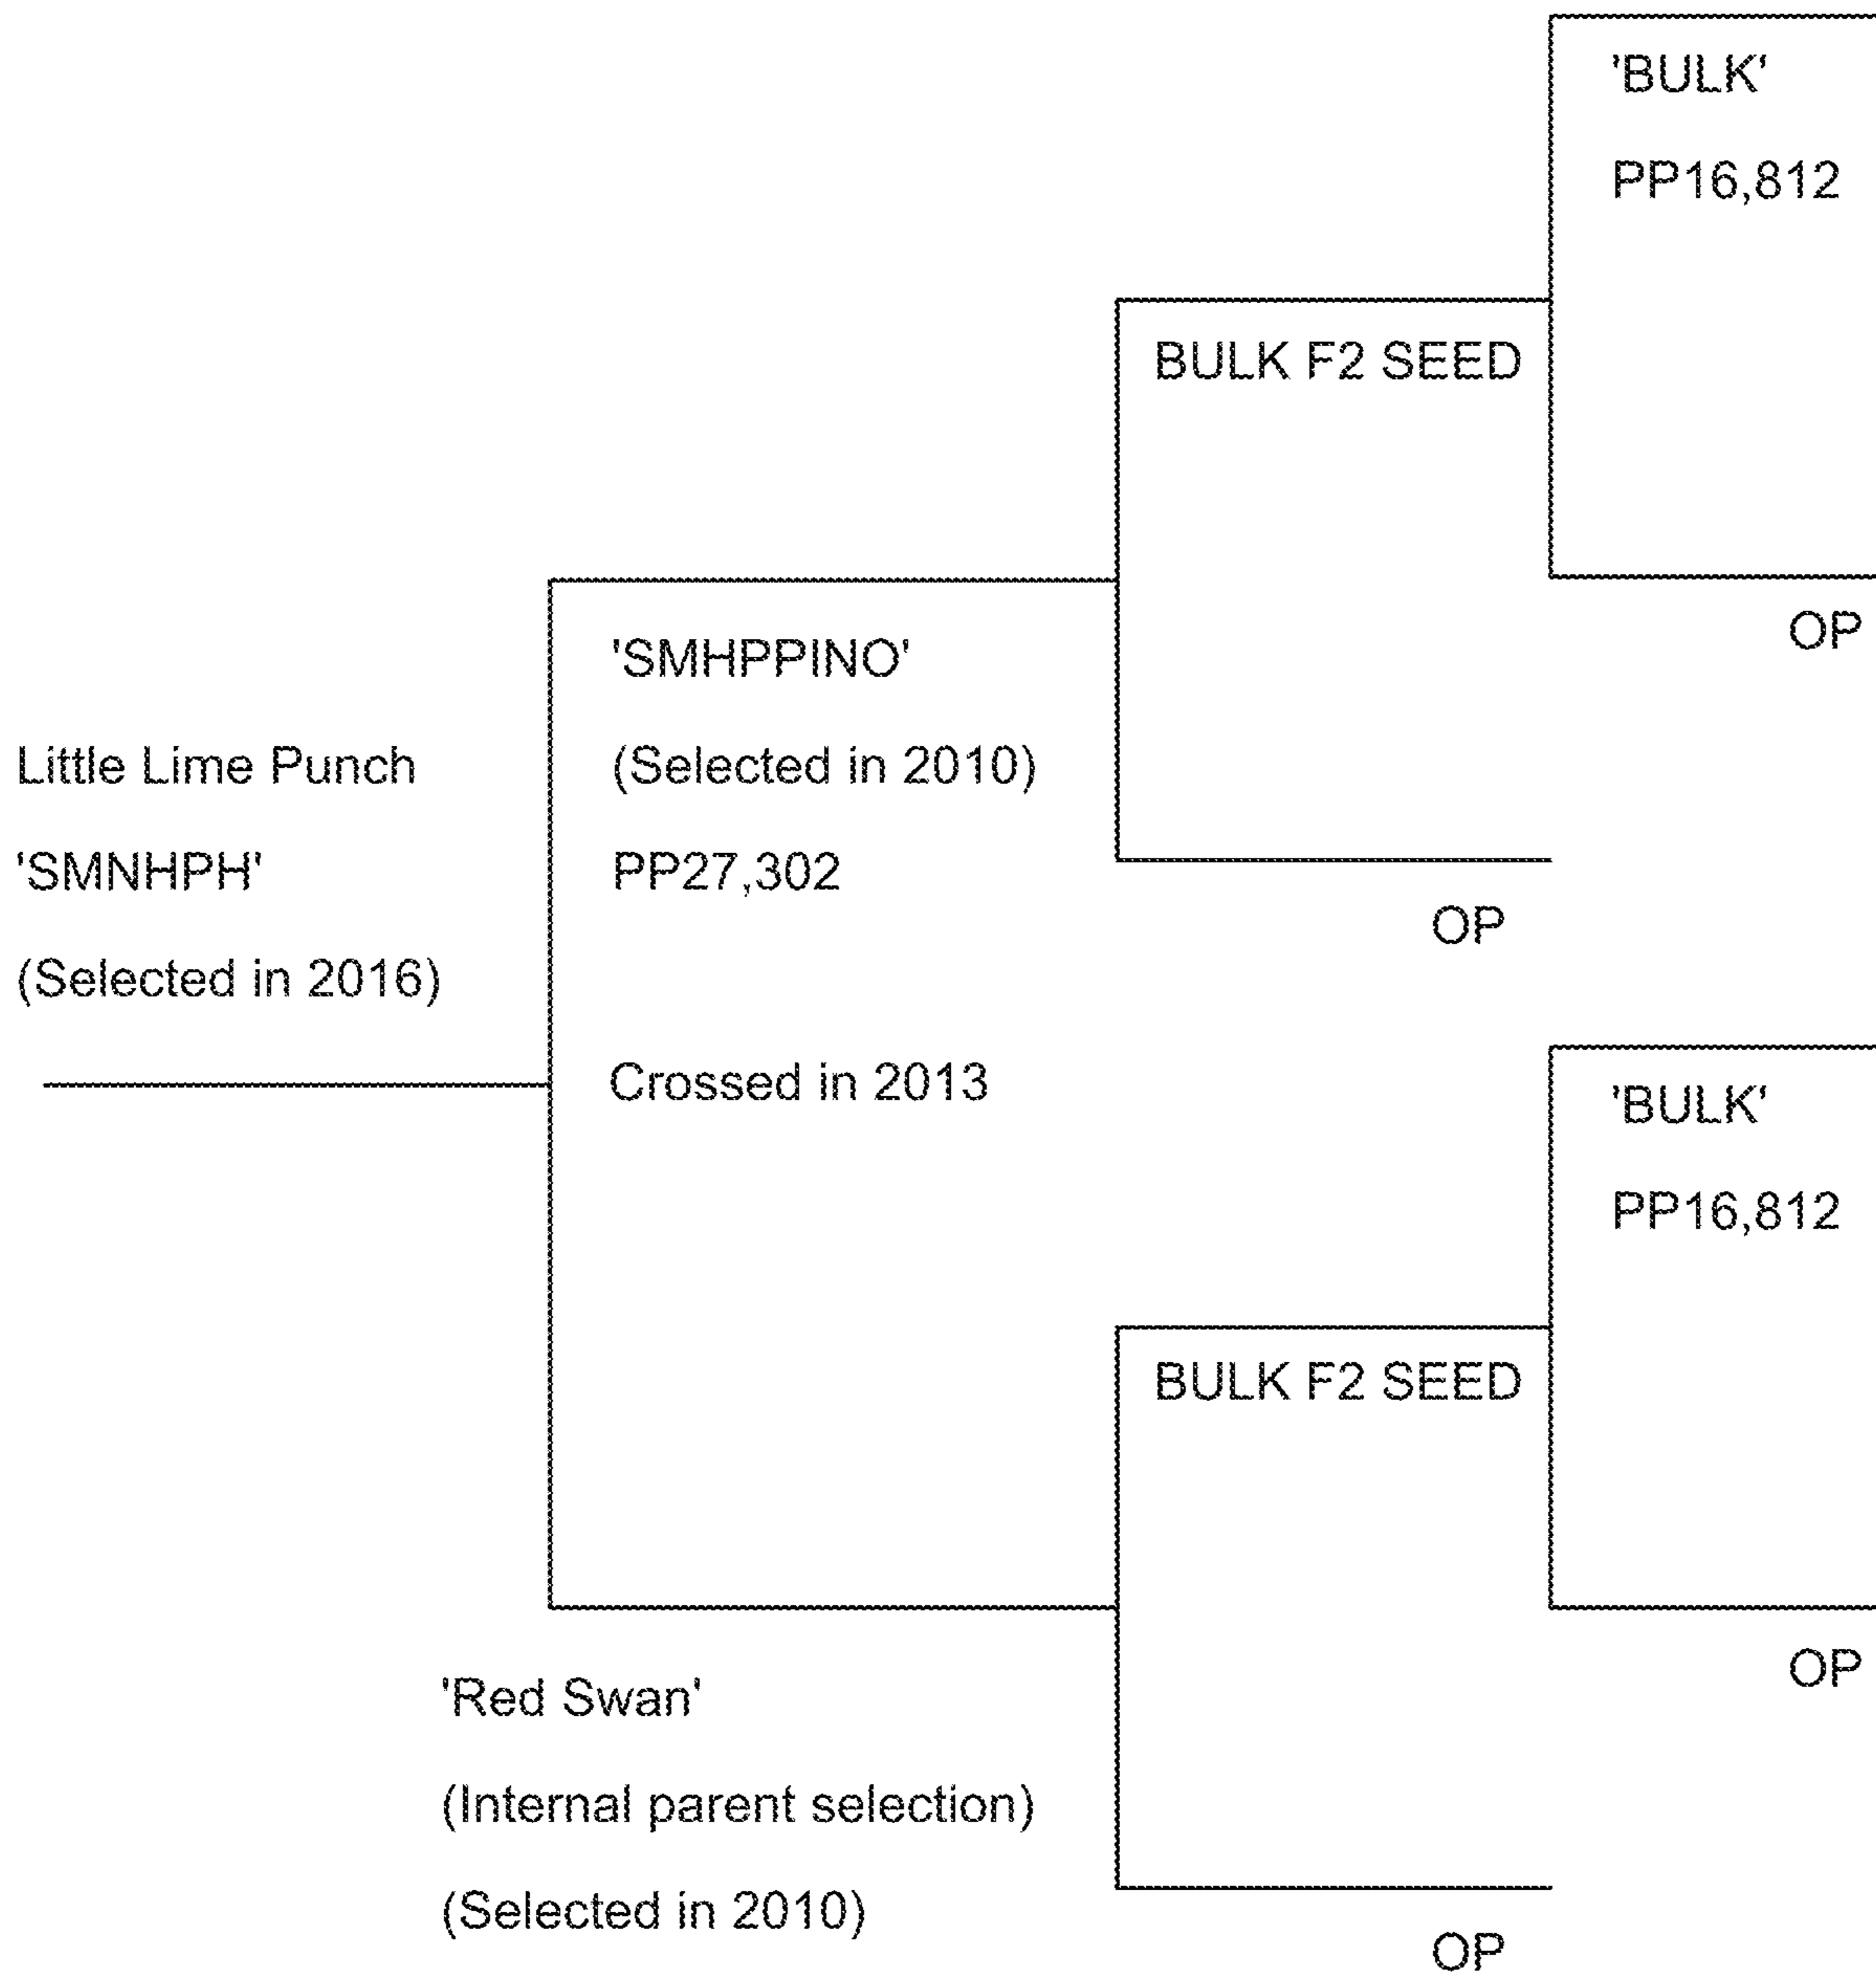 'BULK'
PP16,812
BULK F2 SEED
OP
'SMHPPINO'
(Selected in 2010)
PP27,302
OP
Little Lime Punch
'SMNHPH'
(Selected in 2016)
Crossed in 2013
'BULK'
PP16,812
BULK F2 SEED
OP
'Red Swan'
(Internal parent selection)
(Selected in 2010)
OP